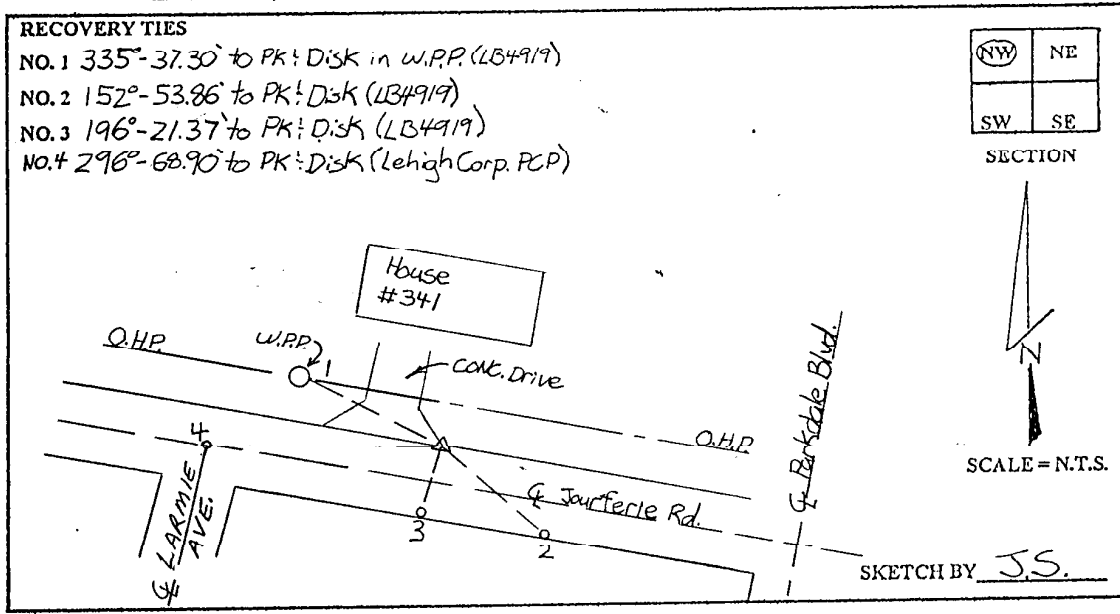 RECOVERY TIES
NO. 1 335°-37.30' to PK & Disk in W.P.P. (LB4919)
NO. 2 152°-53.86' to PK & Disk (LB4919)
NO. 3 196°-21.37' to PK & Disk (LB4919)
NO. 4 296°-68.90' to PK & Disk (Lehigh Corp. PCP)
NW NE
SW SE
SECTION
House
#341
O.H.P.
W.P.P.
1
CONC. Drive
℄ Parkdale Blvd.
N
4
O.H.P.
SCALE = N.T.S.
℄ LARMIE
AVE.
3
2
℄ Jourferie Rd.
SKETCH BY J.S.